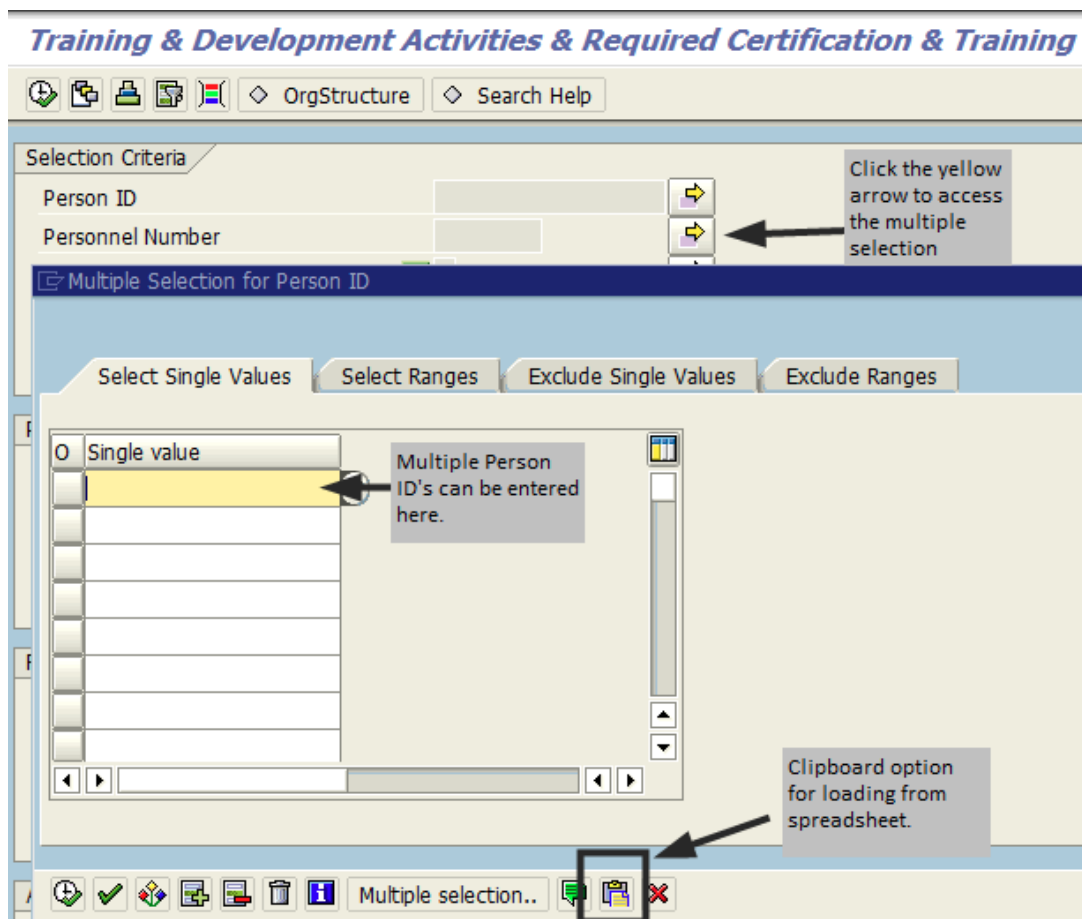 Training & Development Activities & Required Certification & Training
OrgStructure
Search Help
Selection Criteria
Person ID
Personnel Number
Click the yellow
arrow to access
the multiple
selection
Multiple Selection for Person ID
Select Single Values
Select Ranges
Exclude Single Values
Exclude Ranges
O
Single value
Multiple Person
ID's can be entered
here.
Clipboard option
for loading from
spreadsheet.
Multiple selection..